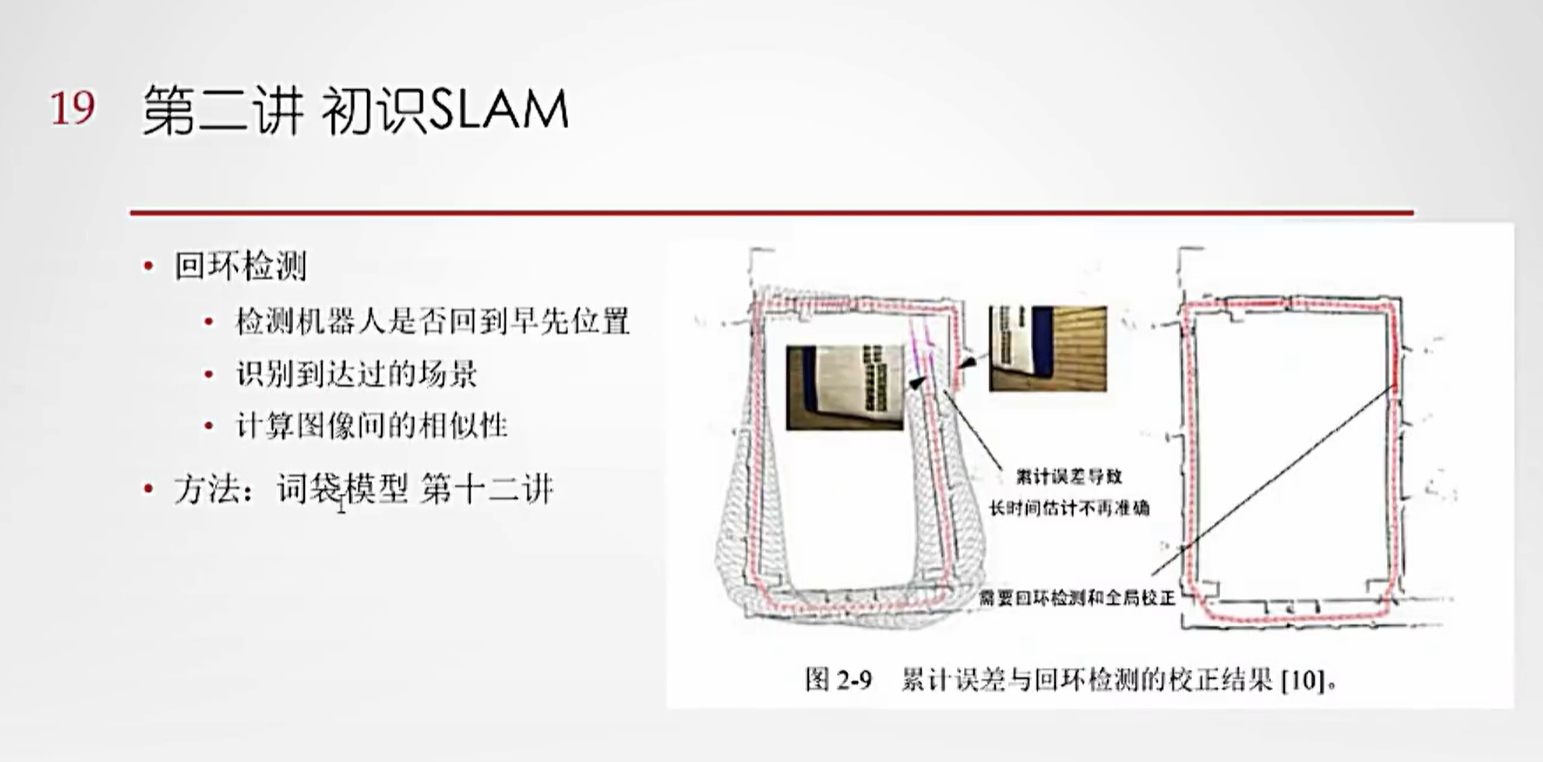 19 第二讲 初识SLAM
• 回环检测
• 检测机器人是否回到早先位置
• 识别到达过的场景
• 计算图像间的相似性
• 方法：词袋模型 第十二讲
累计误差导致
长时间估计不再准确
需要回环检测和全局校正
图 2-9 累计误差与回环检测的校正结果 [10]。